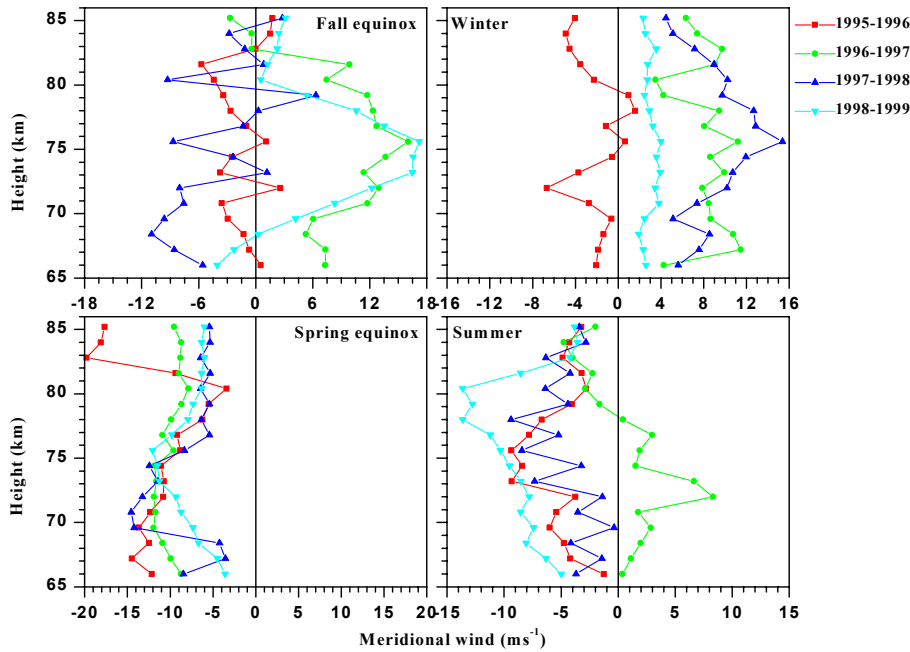 85
Fall equinox
Winter
1995-1996
1996-1997
1997-1998
1998-1999
80
75
70
65
Height (km)
-18 -12 -6 0 6 12 18
-16 -12 -8 -4 0 4 8 12 16
85
Spring equinox
Summer
80
75
70
65
Height (km)
-20 -15 -10 -5 0 5 10 15 20
-15 -10 -5 0 5 10 15
Meridional wind (ms⁻¹)